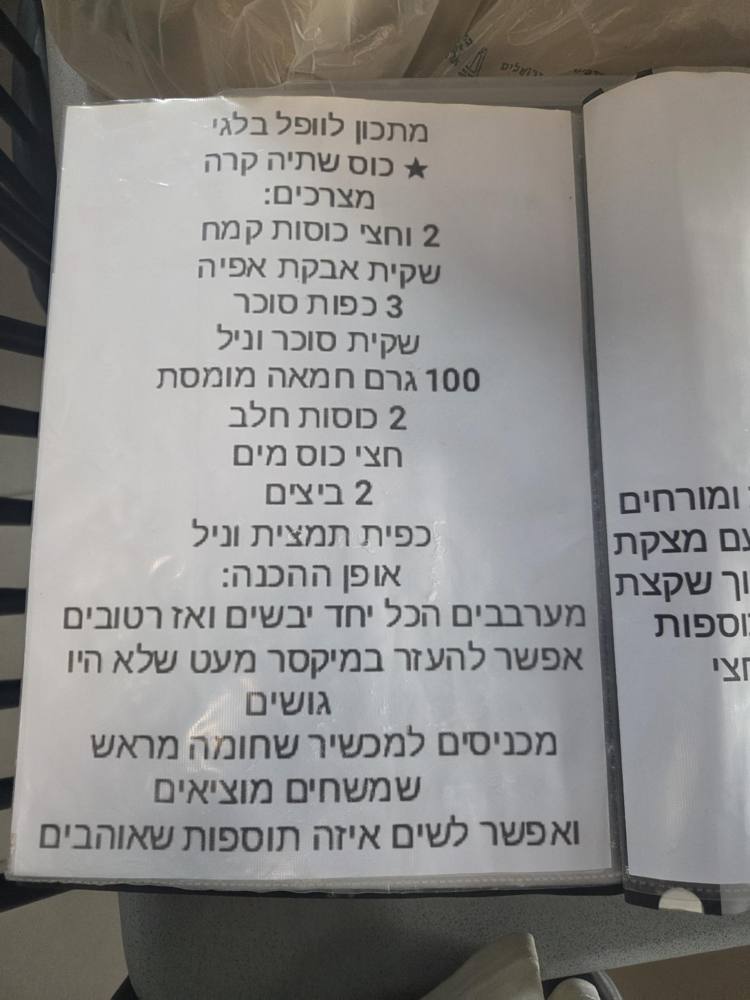 מתכון לוופל בלגי
★ כוס שתיה קרה
מצרכים:
2 וחצי כוסות קמח
שקית אבקת אפיה
3 כפות סוכר
שקית סוכר וניל
100 גרם חמאה מומסת
2 כוסות חלב
חצי כוס מים
2 ביצים
כפית תמצית וניל
אופן ההכנה:
מערבבים הכל יחד יבשים ואז רטובים
אפשר להעזר במיקסר מעט שלא היו
גושים
מכניסים למכשיר שחומה מראש
שמשחים מוציאים
ואפשר לשים איזה תוספות שאוהבים
ומורחים
עם מצקת
שקצת
תוספות
חצי